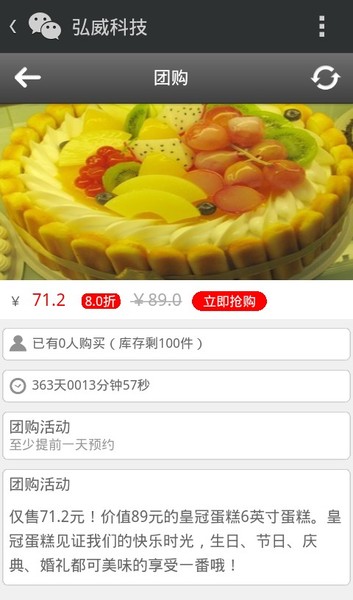 弘威科技
团购
¥ 71.2 8.0折 ¥89.0 立即抢购
已有0人购买（库存剩100件）
363天0013分钟57秒
团购活动
至少提前一天预约
团购活动
仅售71.2元！价值89元的皇冠蛋糕6英寸蛋糕。皇
冠蛋糕见证我们的快乐时光，生日、节日、庆
典、婚礼都可美味的享受一番哦！